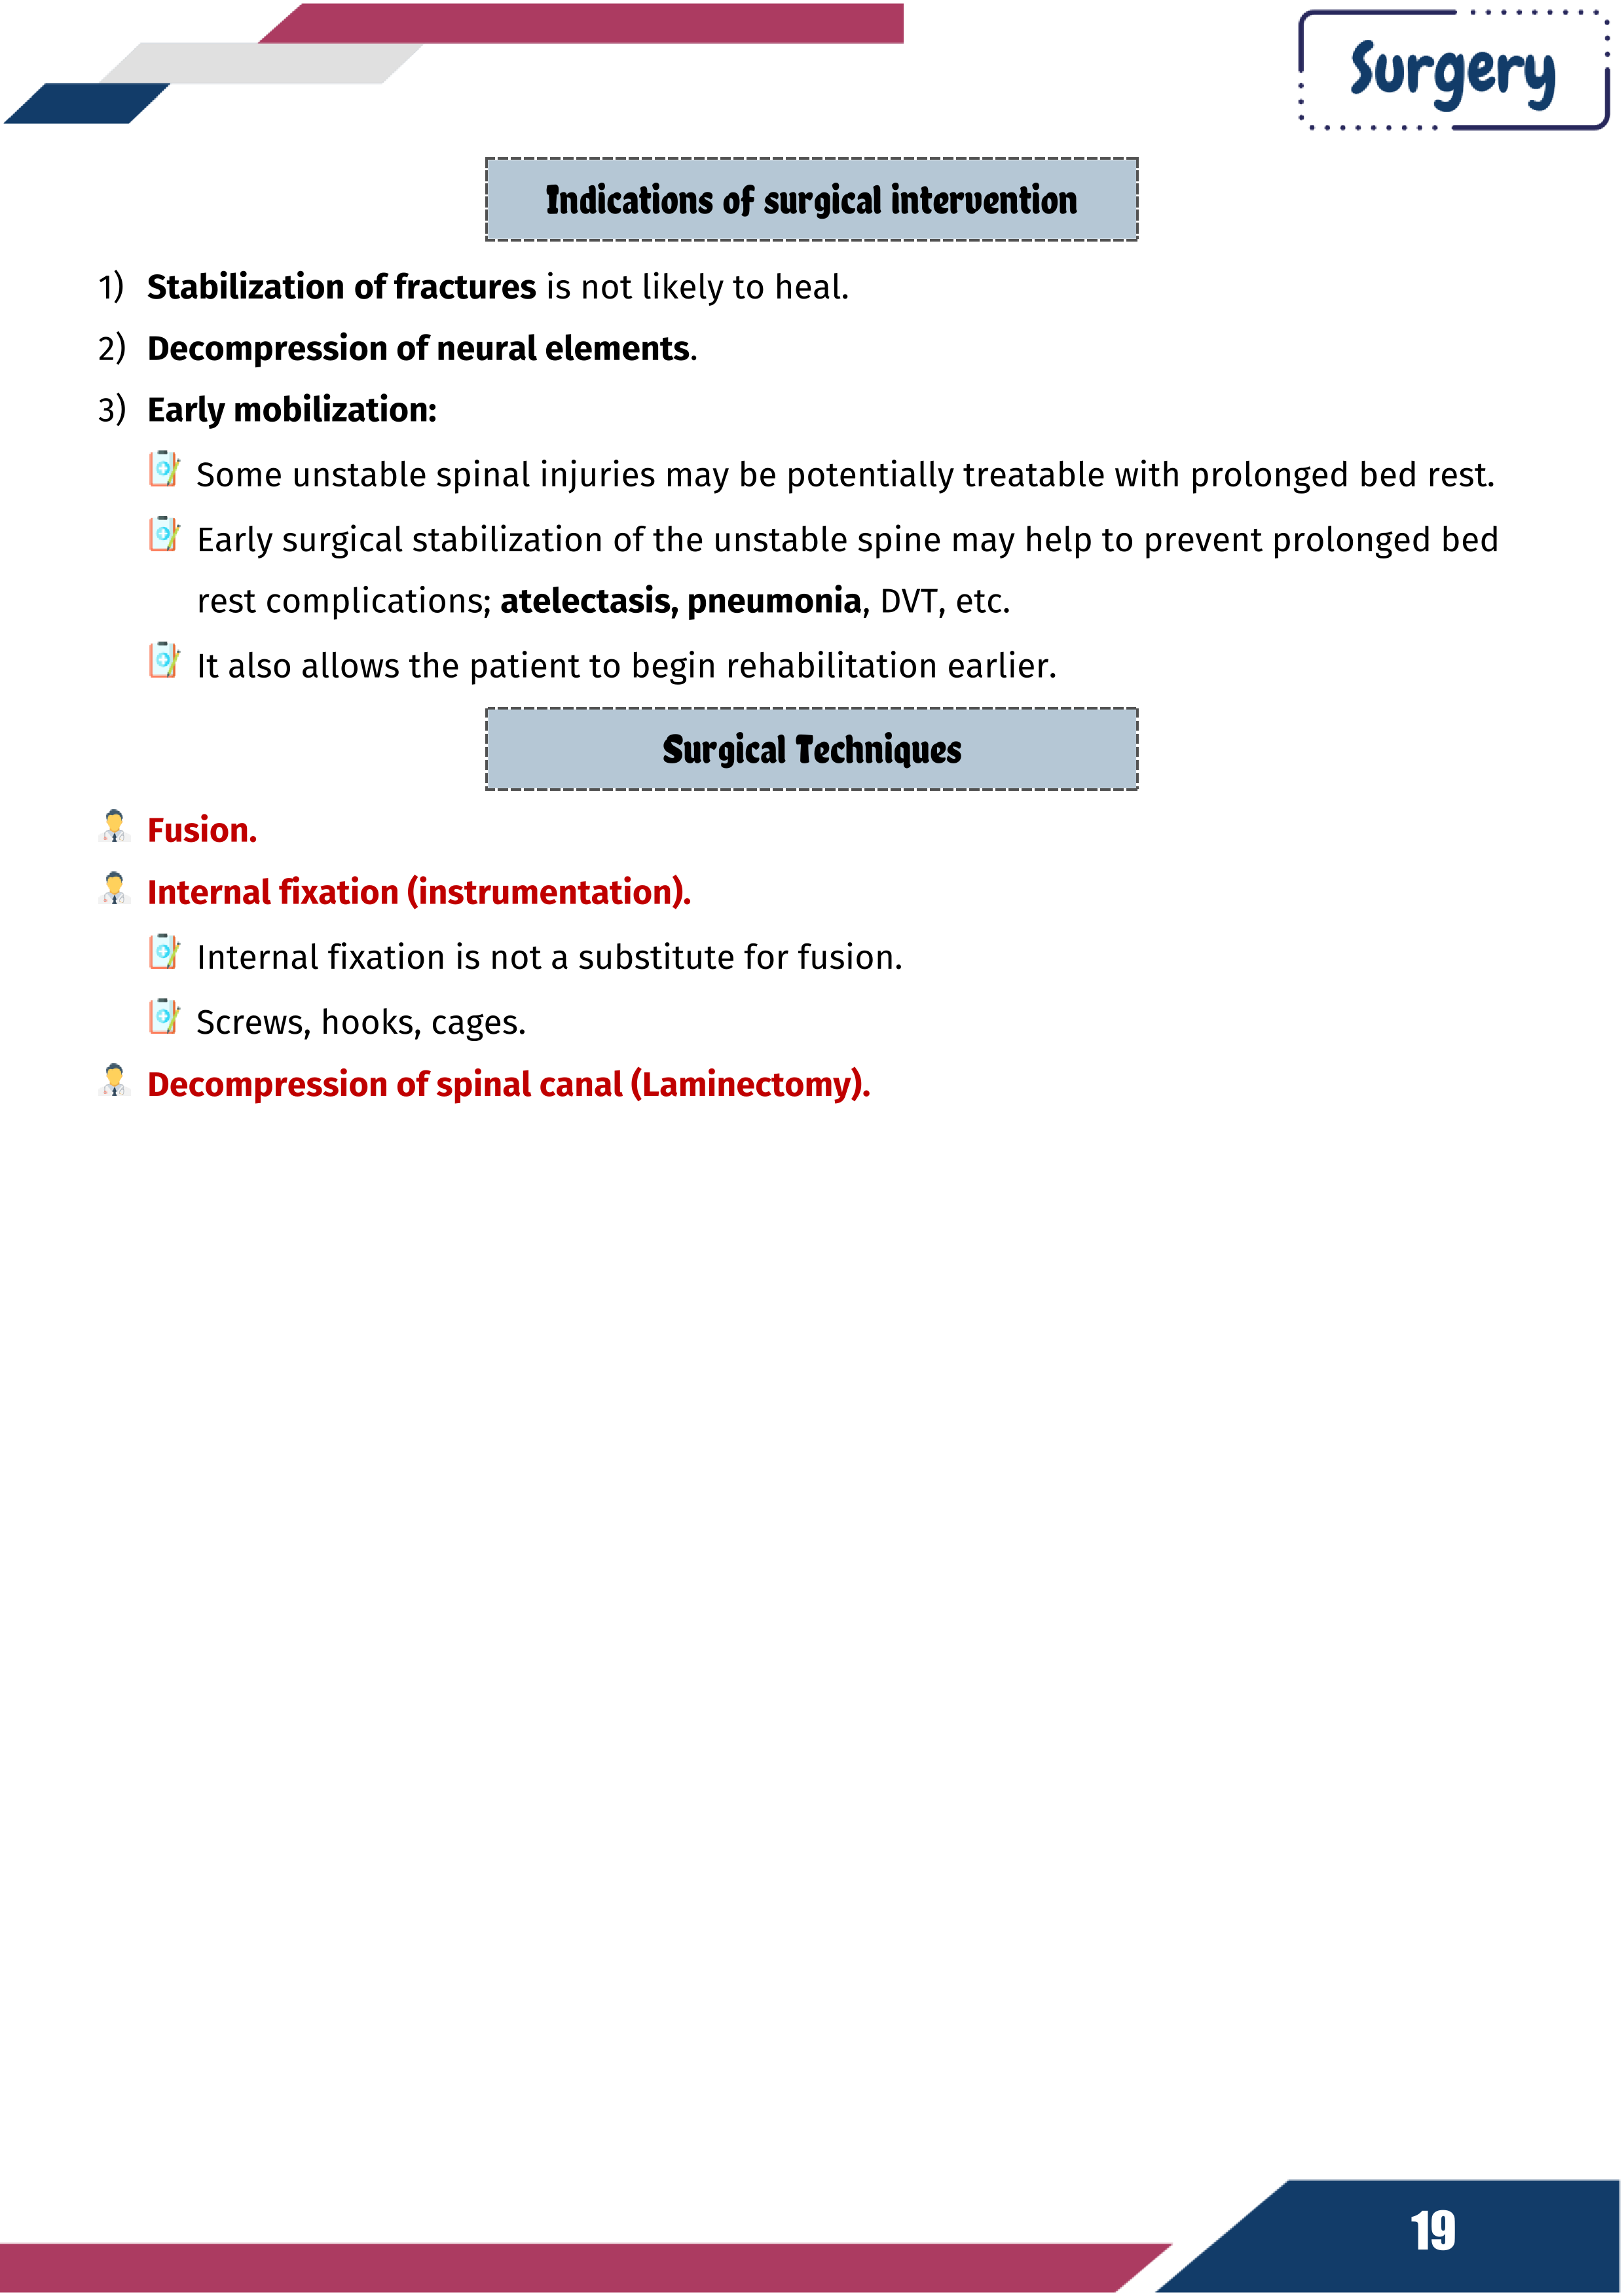 Surgery
Indications of surgical intervention
1) Stabilization of fractures is not likely to heal.
2) Decompression of neural elements.
3) Early mobilization:
Some unstable spinal injuries may be potentially treatable with prolonged bed rest.
Early surgical stabilization of the unstable spine may help to prevent prolonged bed
rest complications; atelectasis, pneumonia, DVT, etc.
It also allows the patient to begin rehabilitation earlier.
Surgical Techniques
Fusion.
Internal fixation (instrumentation).
Internal fixation is not a substitute for fusion.
Screws, hooks, cages.
Decompression of spinal canal (Laminectomy).
19